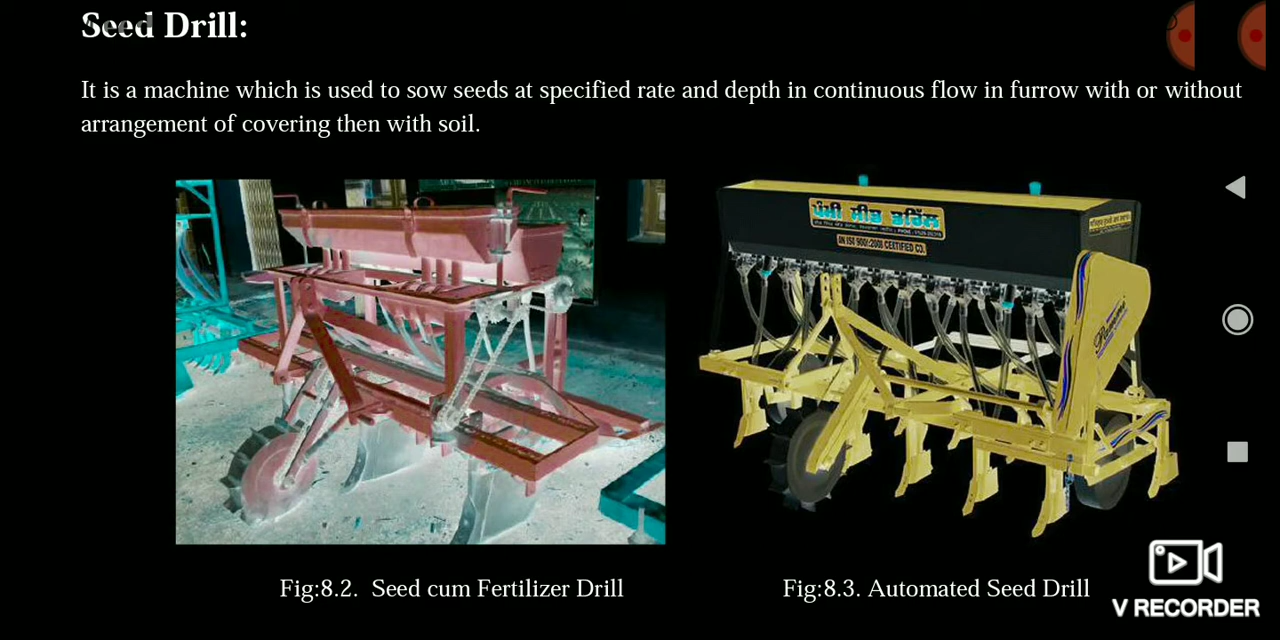 Seed Drill:
It is a machine which is used to sow seeds at specified rate and depth in continuous flow in furrow with or without
arrangement of covering then with soil.
ਪੰਮੀ ਸੀਡ ਡਰਿੱਲ
AN ISO 9001:2008 CERTIFIED CO.
Fig:8.2. Seed cum Fertilizer Drill
Fig:8.3. Automated Seed Drill
V RECORDER